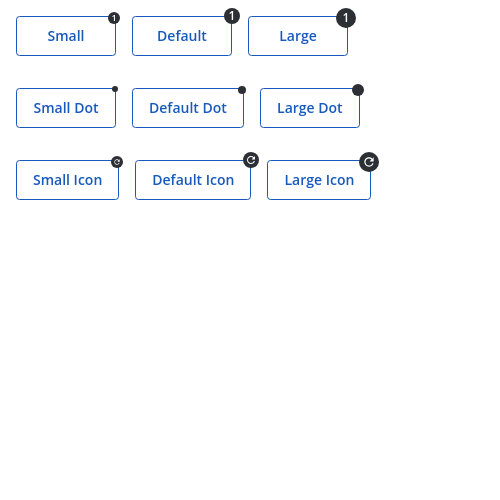 Small 1 Default 1 Large 1
Small Dot Default Dot Large Dot
Small Icon Default Icon Large Icon